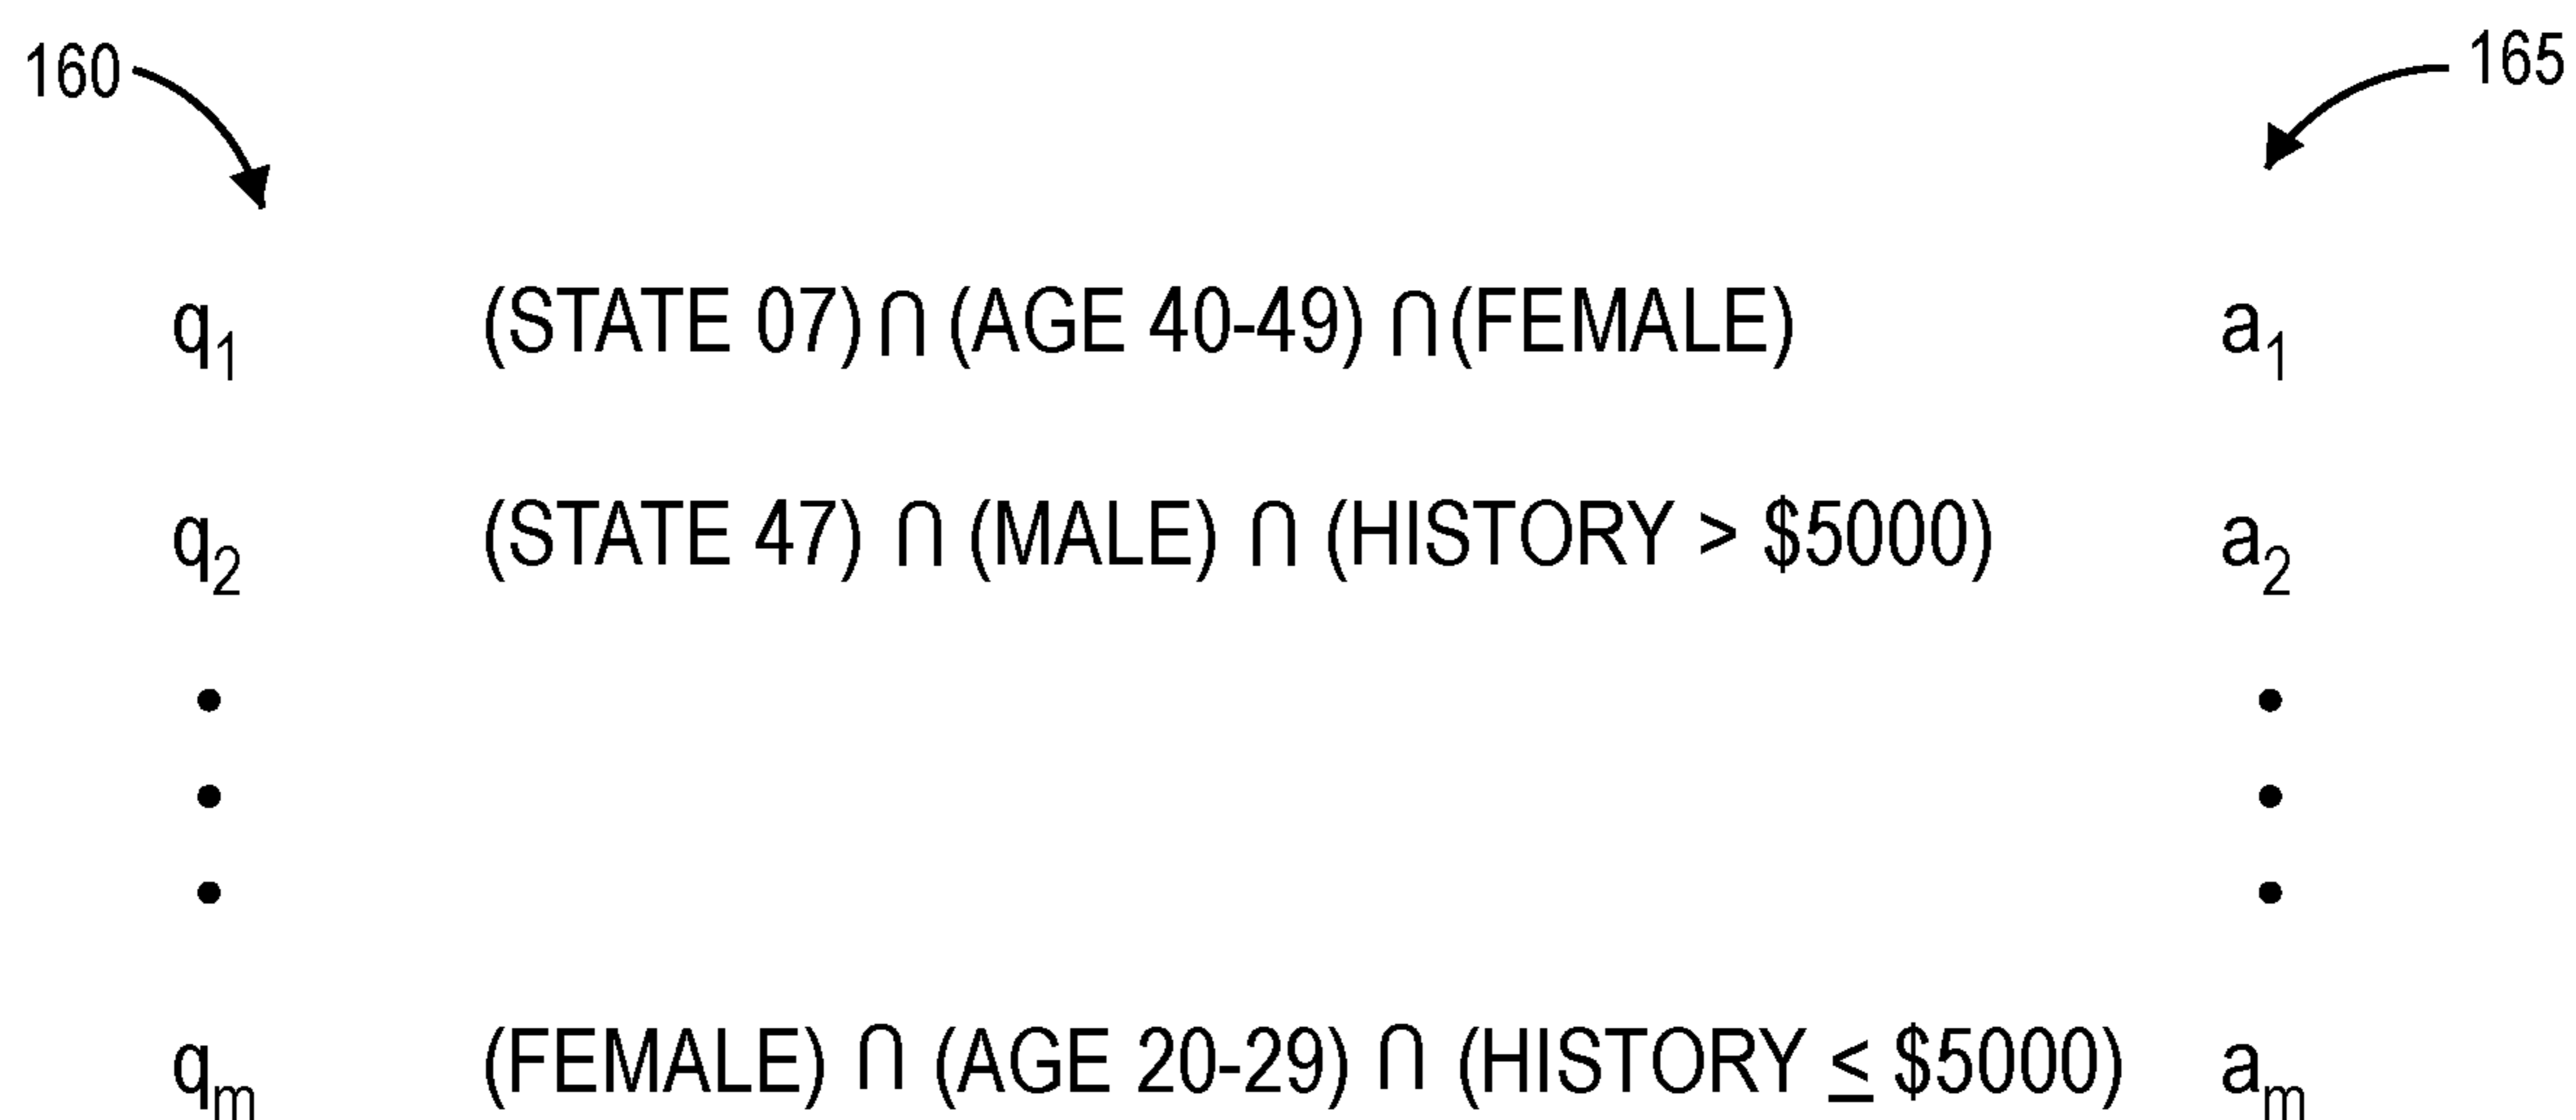 160 165
q₁ (STATE 07) ∩ (AGE 40-49) ∩ (FEMALE) a₁
q₂ (STATE 47) ∩ (MALE) ∩ (HISTORY > $5000) a₂
qₘ (FEMALE) ∩ (AGE 20-29) ∩ (HISTORY ≤ $5000) aₘ